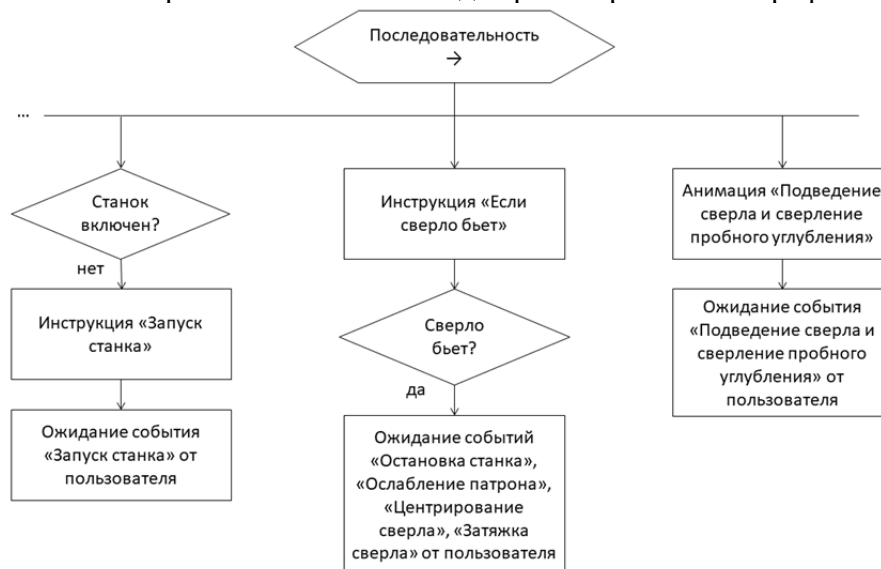 Последовательность
→
...
Станок
включен?
нет
Инструкция «Запуск
станка»
Ожидание события
«Запуск станка» от
пользователя
Инструкция «Если
сверло бьет»
Сверло
бьет?
да
Ожидание событий
«Остановка станка»,
«Ослабление патрона»,
«Центрирование
сверла», «Затяжка
сверла» от пользователя
Анимация «Подведение
сверла и сверление
пробного углубления»
Ожидание события
«Подведение сверла и
сверление пробного
углубления» от
пользователя